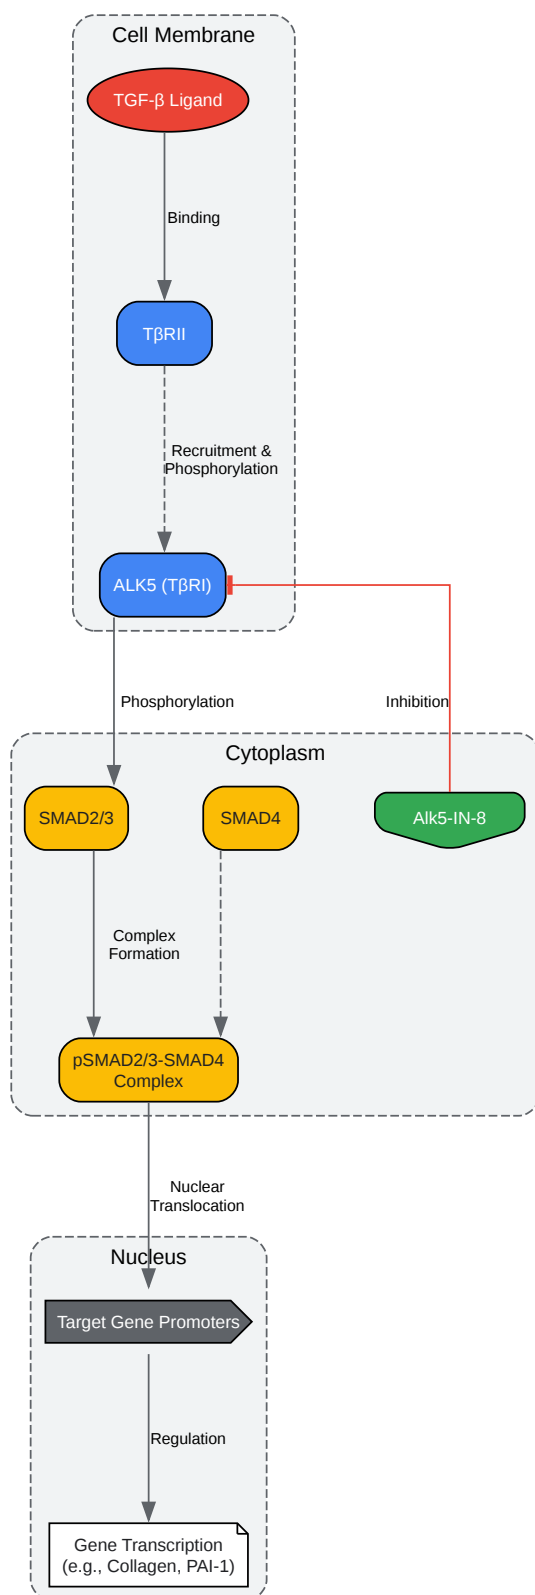 Cell Membrane
TGF-β Ligand
Binding
TβRII
Recruitment &
Phosphorylation
ALK5 (TβRI)
Phosphorylation
Inhibition
Cytoplasm
SMAD2/3
SMAD4
Alk5-IN-8
Complex
Formation
pSMAD2/3-SMAD4
Complex
Nuclear
Translocation
Nucleus
Target Gene Promoters
Regulation
Gene Transcription
(e.g., Collagen, PAI-1)